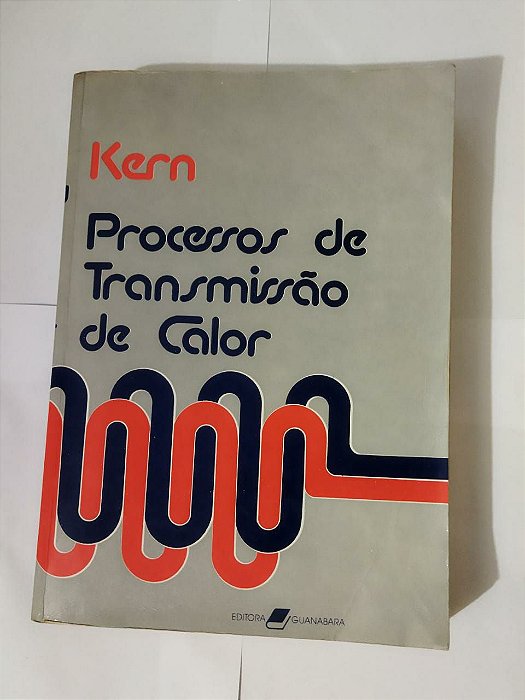 Kern
Processos de
Transmissão
de Calor
EDITORA GUANABARA